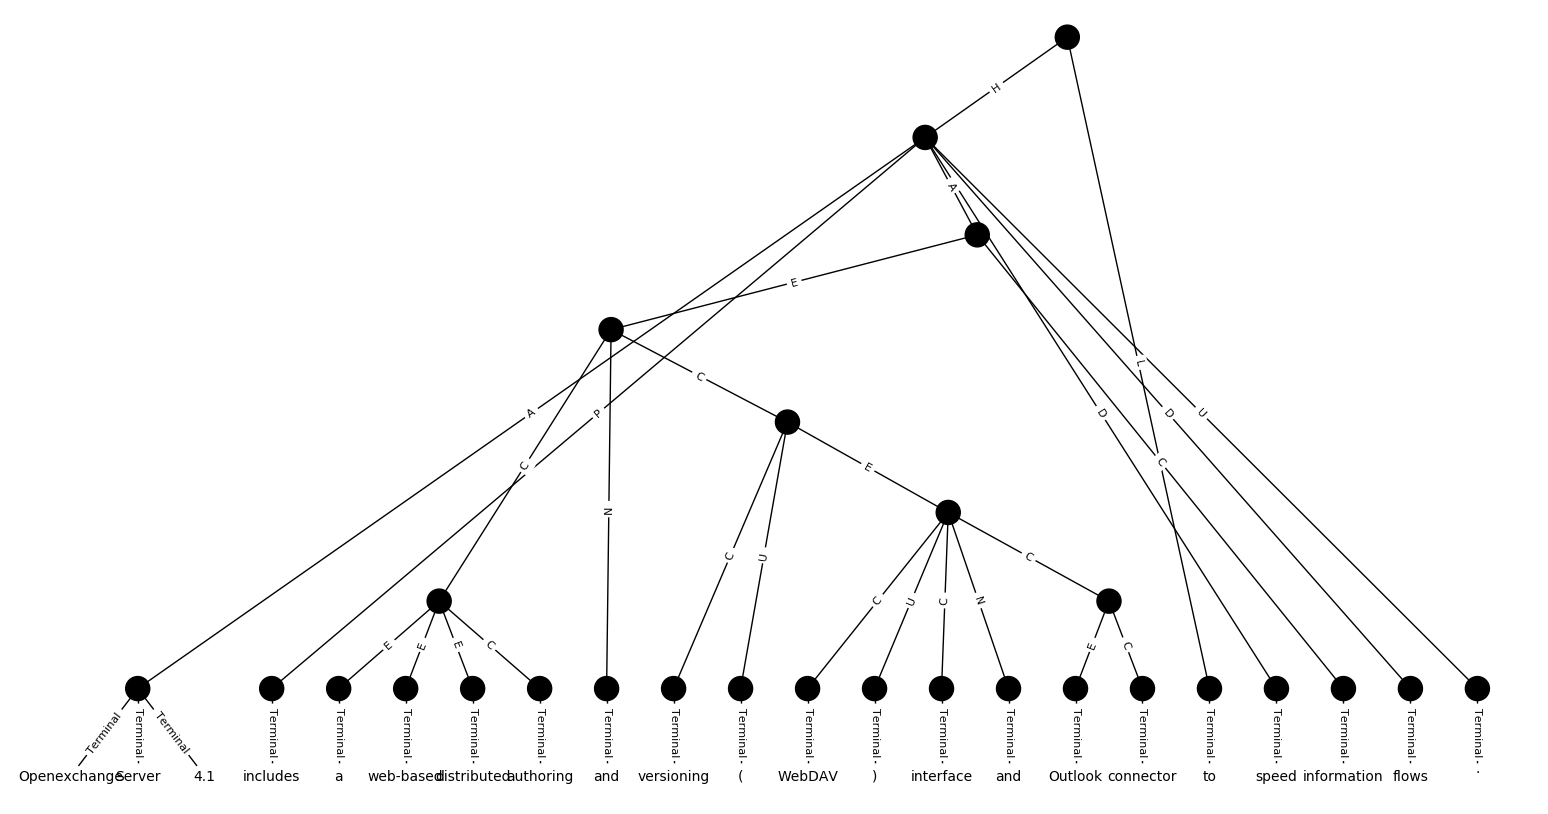 H
A
E
C
A
P
L
D
D
U
C
C
E
N
C
U
C
C
U
C
N
E
E
E
C
E
C
Terminal Terminal Terminal Terminal Terminal Terminal Terminal Terminal Terminal Terminal Terminal Terminal Terminal Terminal Terminal Terminal Terminal Terminal Terminal Terminal Terminal Terminal
Openexchange Server 4.1 includes a web-based distributed authoring and versioning ( WebDAV ) interface and Outlook connector to speed information flows .